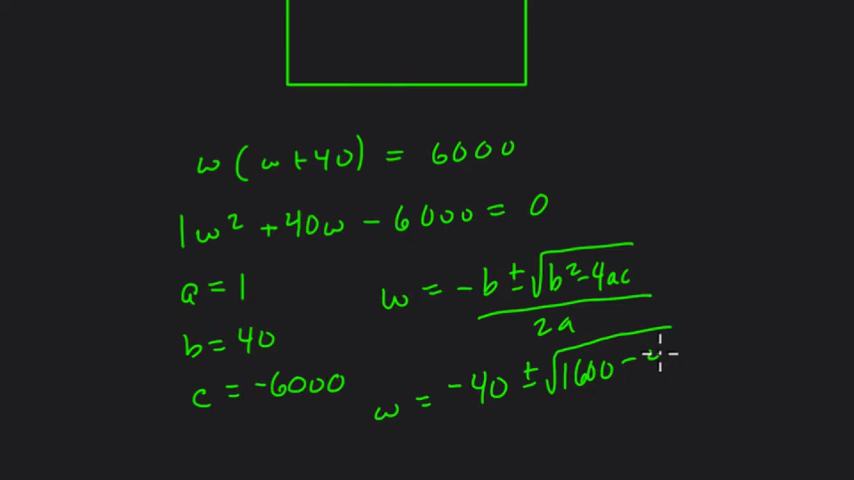 w(w+40) = 6000
1w² + 40w - 6000 = 0
a = 1
w = -b ± √b²-4ac
2a
b = 40
c = -6000
w = -40 ± √1600 -